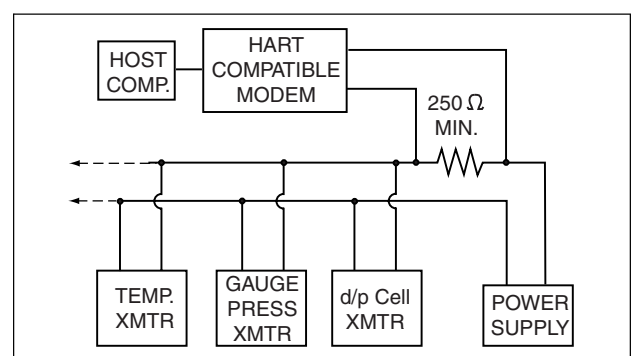 HOST
COMP.
HART
COMPATIBLE
MODEM
250 Ω
MIN.
TEMP.
XMTR
GAUGE
PRESS
XMTR
d/p Cell
XMTR
POWER
SUPPLY